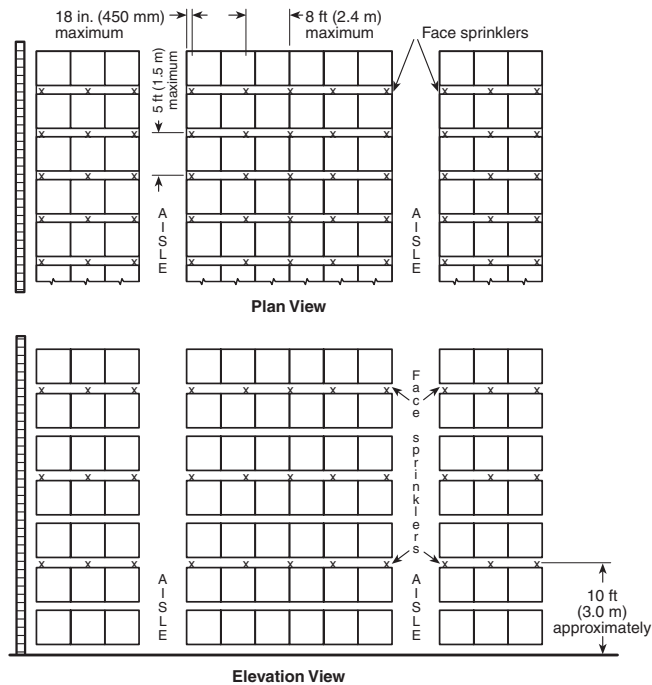 18 in. (450 mm)
maximum
8 ft (2.4 m)
maximum
Face sprinklers
5 ft (1.5 m)
maximum
x x x x x x x x x x x
x x x x x x x x x x x
x x x x x x x x x x x
x x x x x x x x x x x
x x x x x x x x x x x
AISLE
AISLE
Plan View
x x x x x x x x x x x
x x x x x x x x x x x
x x x x x x x x x x x
Face sprinklers
AISLE
AISLE
10 ft
(3.0 m)
approximately
Elevation View